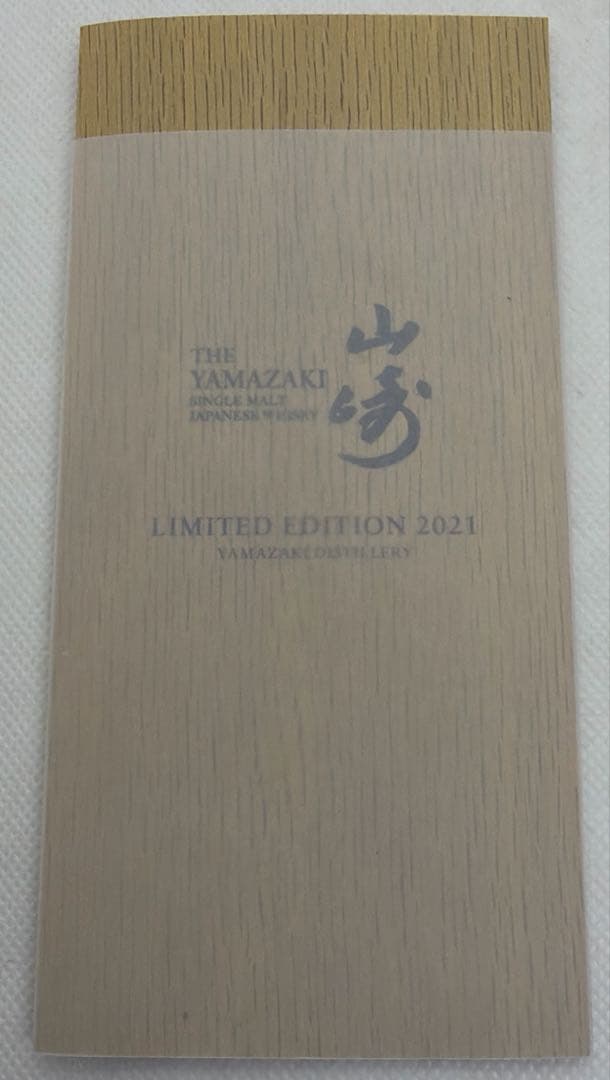 THE
YAMAZAKI
SINGLE MALT
JAPANESE WHISKY
山崎
LIMITED EDITION 2021
YAMAZAKI DISTILLERY